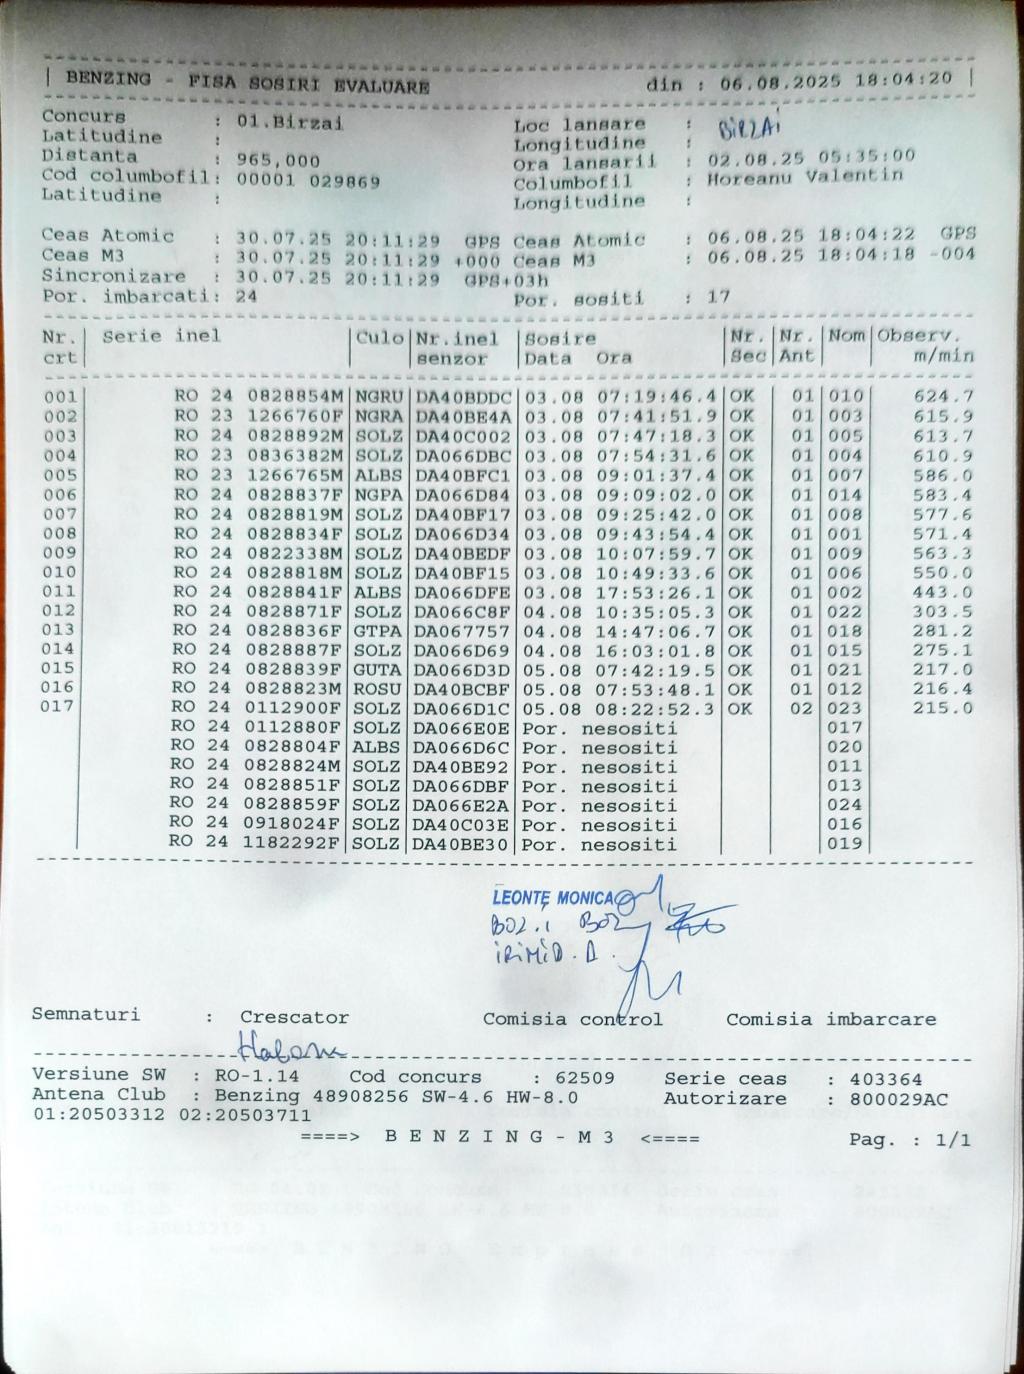 BENZING - FISA SOSIRI EVALUARE din : 06.08.2025 18:04:20
Concurs : 01.Birzai Loc lansare : BiRZAi
Latitudine : Longitudine :
Distanta : 965,000 Ora lansarii : 02.08.25 05:35:00
Cod columbofil: 00001 029869 Columbofil : Horeanu Valentin
Latitudine : Longitudine :
Ceas Atomic : 30.07.25 20:11:29 GPS Ceas Atomic : 06.08.25 18:04:22 GPS
Ceas M3 : 30.07.25 20:11:29 +000 Ceas M3 : 06.08.25 18:04:18 -004
Sincronizare : 30.07.25 20:11:29 GPS+03h
Por. imbarcati: 24 Por. sositi : 17
Nr. | Serie inel | Culo | Nr.inel | Sosire | Nr. | Nr. | Nom | Observ.
crt | senzor | Data Ora | Sec | Ant | m/min
001 RO 24 0828854M NGRU DA40BDDC 03.08 07:19:46.4 OK 01 010 624.7
002 RO 23 1266760F NGRA DA40BE4A 03.08 07:41:51.9 OK 01 003 615.9
003 RO 24 0828892M SOLZ DA40C002 03.08 07:47:18.3 OK 01 005 613.7
004 RO 23 0836382M SOLZ DA066DBC 03.08 07:54:31.6 OK 01 004 610.9
005 RO 23 1266765M ALBS DA40BFC1 03.08 09:01:37.4 OK 01 007 586.0
006 RO 24 0828837F NGPA DA066D84 03.08 09:09:02.0 OK 01 014 583.4
007 RO 24 0828819M SOLZ DA40BF17 03.08 09:25:42.0 OK 01 008 577.6
008 RO 24 0828834F SOLZ DA066D34 03.08 09:43:54.4 OK 01 001 571.4
009 RO 24 0822338M SOLZ DA40BEDF 03.08 10:07:59.7 OK 01 009 563.3
010 RO 24 0828818M SOLZ DA40BF15 03.08 10:49:33.6 OK 01 006 550.0
011 RO 24 0828841F ALBS DA066DFE 03.08 17:53:26.1 OK 01 002 443.0
012 RO 24 0828871F SOLZ DA066C8F 04.08 10:35:05.3 OK 01 022 303.5
013 RO 24 0828836F GTPA DA067757 04.08 14:47:06.7 OK 01 018 281.2
014 RO 24 0828887F SOLZ DA066D69 04.08 16:03:01.8 OK 01 015 275.1
015 RO 24 0828839F GUTA DA066D3D 05.08 07:42:19.5 OK 01 021 217.0
016 RO 24 0828823M ROSU DA40BCBF 05.08 07:53:48.1 OK 01 012 216.4
017 RO 24 0112900F SOLZ DA066D1C 05.08 08:22:52.3 OK 02 023 215.0
RO 24 0112880F SOLZ DA066E0E Por. nesositi 017
RO 24 0828804F ALBS DA066D6C Por. nesositi 020
RO 24 0828824M SOLZ DA40BE92 Por. nesositi 011
RO 24 0828851F SOLZ DA066DBF Por. nesositi 013
RO 24 0828859F SOLZ DA066E2A Por. nesositi 024
RO 24 0918024F SOLZ DA40C03E Por. nesositi 016
RO 24 1182292F SOLZ DA40BE30 Por. nesositi 019
LEONTE MONICA
iRiMiD. A.
Semnaturi : Crescator Comisia control Comisia imbarcare
Versiune SW : RO-1.14 Cod concurs : 62509 Serie ceas : 403364
Antena Club : Benzing 48908256 SW-4.6 HW-8.0 Autorizare : 800029AC
01:20503312 02:20503711
====> B E N Z I N G - M 3 <==== Pag. : 1/1